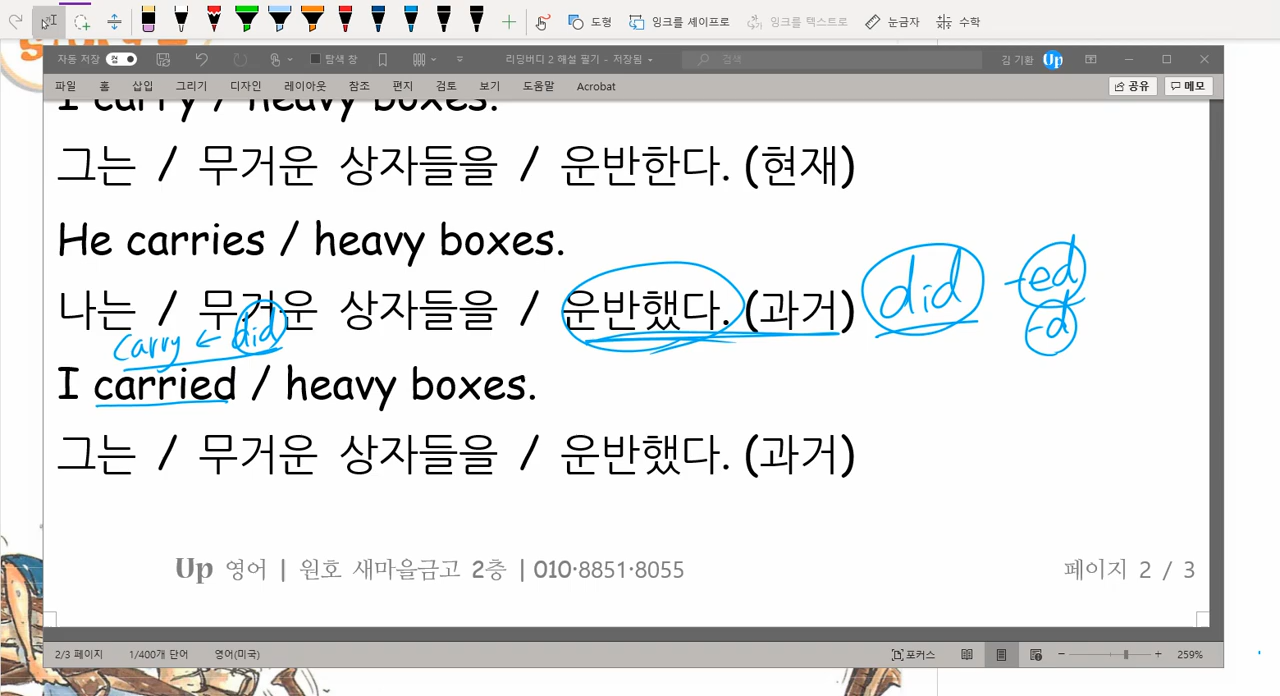 도형 잉크를 셰이프로 잉크를 텍스트로 눈금자 수학
자동 저장 켬 탐색 창 리딩버디 2 해설 필기 - 저장됨 검색 김 기환 Up
파일 홈 삽입 그리기 디자인 레이아웃 참조 편지 검토 보기 도움말 Acrobat 공유 메모
I carry / heavy boxes.
그는 / 무거운 상자들을 / 운반한다. (현재)
He carries / heavy boxes.
나는 / 무거운 상자들을 / 운반했다. (과거) did -ed
-d
carry ← did
I carried / heavy boxes.
그는 / 무거운 상자들을 / 운반했다. (과거)
Up 영어 | 원호 새마을금고 2층 | 010·8851·8055 페이지 2 / 3
2/3 페이지 1/400개 단어 영어(미국) 포커스 259%